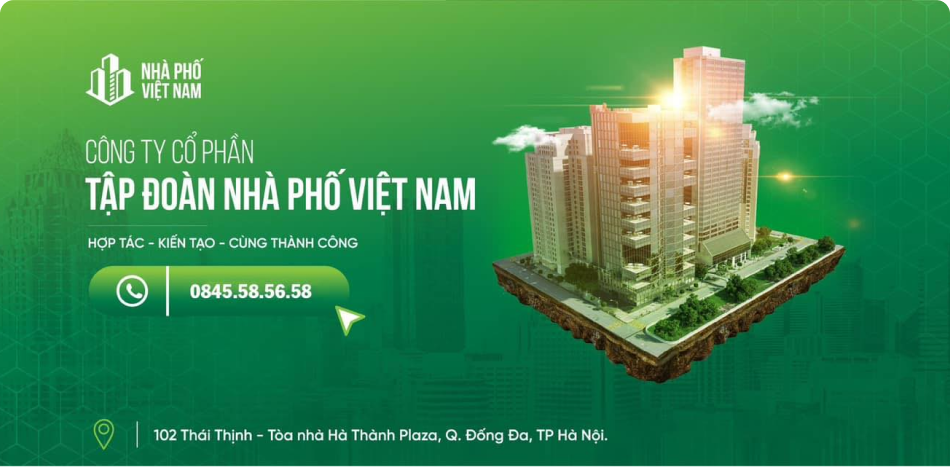 NHÀ PHỐ
VIỆT NAM
CÔNG TY CỔ PHẦN
TẬP ĐOÀN NHÀ PHỐ VIỆT NAM
HỢP TÁC - KIẾN TẠO - CÙNG THÀNH CÔNG
0845.58.56.58
102 Thái Thịnh - Tòa nhà Hà Thành Plaza, Q. Đống Đa, TP Hà Nội.